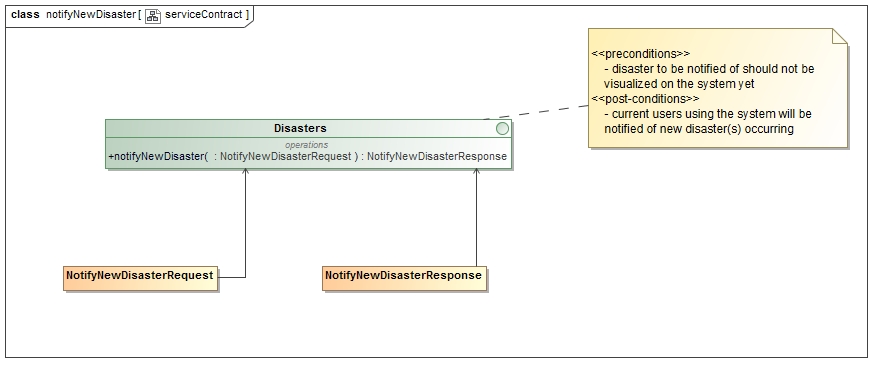 class notifyNewDisaster[ serviceContract ]
<<preconditions>>
- disaster to be notified of should not be
visualized on the system yet
<<post-conditions>>
- current users using the system will be
notified of new disaster(s) occurring
Disasters
operations
+notifyNewDisaster( : NotifyNewDisasterRequest ) : NotifyNewDisasterResponse
NotifyNewDisasterRequest
NotifyNewDisasterResponse